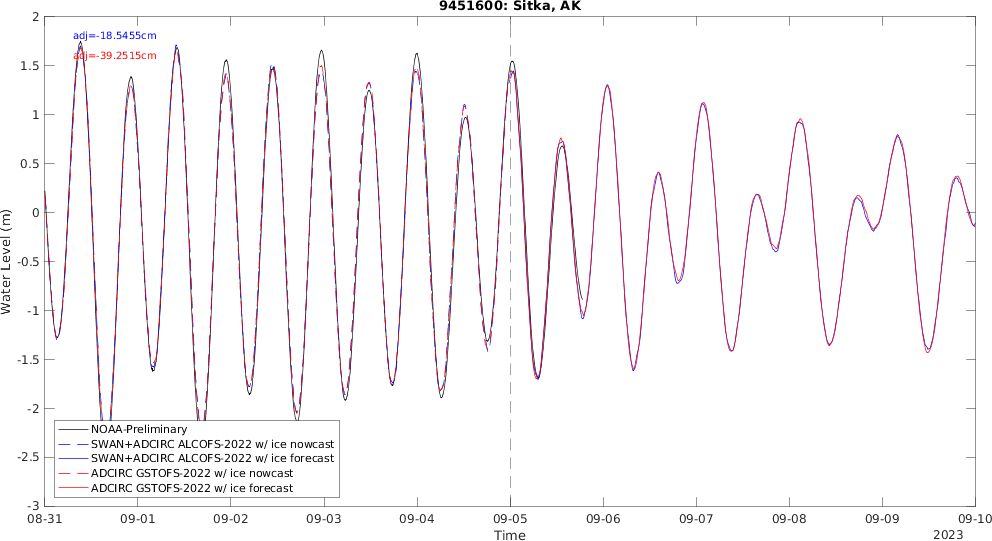 9451600: Sitka, AK
adj=-18.5455cm
adj=-39.2515cm
2
1.5
1
0.5
0
-0.5
-1
-1.5
-2
-2.5
-3
Water Level (m)
NOAA-Preliminary
SWAN+ADCIRC ALCOFS-2022 w/ ice nowcast
SWAN+ADCIRC ALCOFS-2022 w/ ice forecast
ADCIRC GSTOFS-2022 w/ ice nowcast
ADCIRC GSTOFS-2022 w/ ice forecast
08-31 09-01 09-02 09-03 09-04 09-05 09-06 09-07 09-08 09-09 09-10
Time
2023